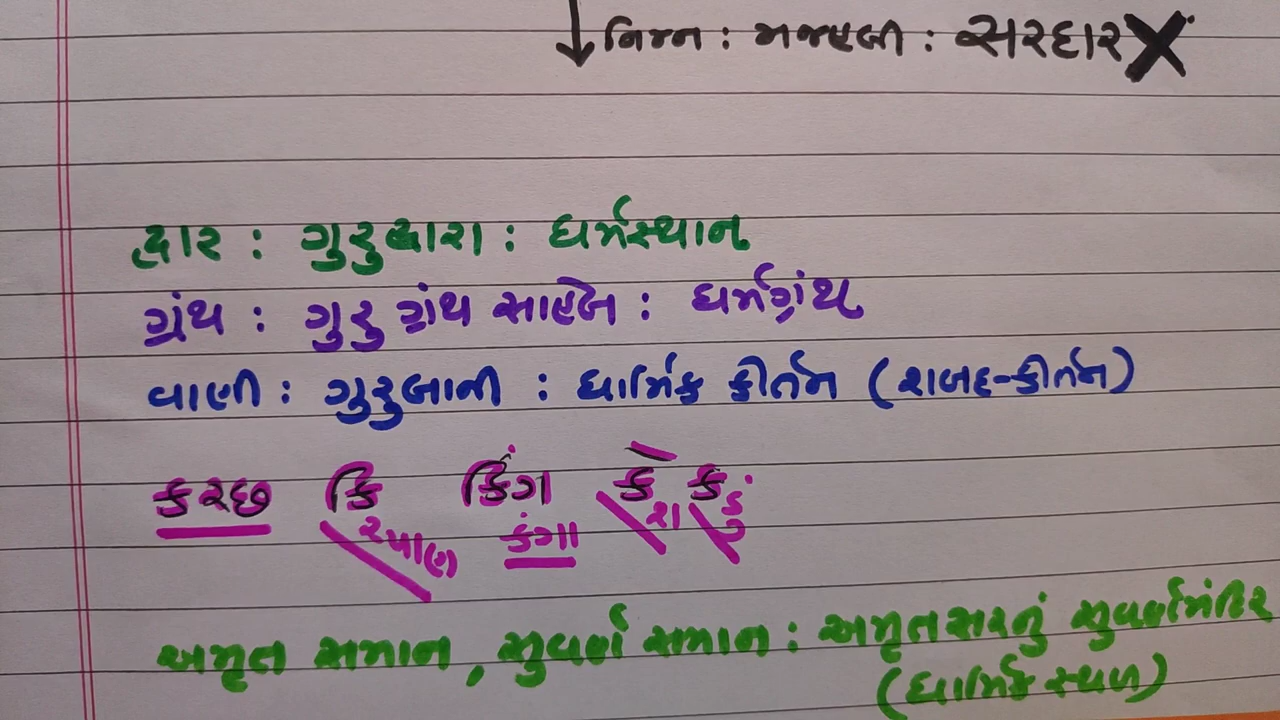 ↓ નિમ્ન : મજહબી : સરદાર X
દ્વાર : ગુરુદ્વારા : ધર્મસ્થાન
ગ્રંથ : ગુરુ ગ્રંથ સાહેબ : ધર્મગ્રંથ
વાણી : ગુરુબાની : ધાર્મિક કીર્તન (શબદ-કીર્તન)
કચ્છ કિ કિંગ કે કે
રપાણ કંગા શ ડું
અમૃત સમાન, સુવર્ણ સમાન : અમૃતસરનું સુવર્ણમંદિર
(ધાર્મિક સ્થળ)